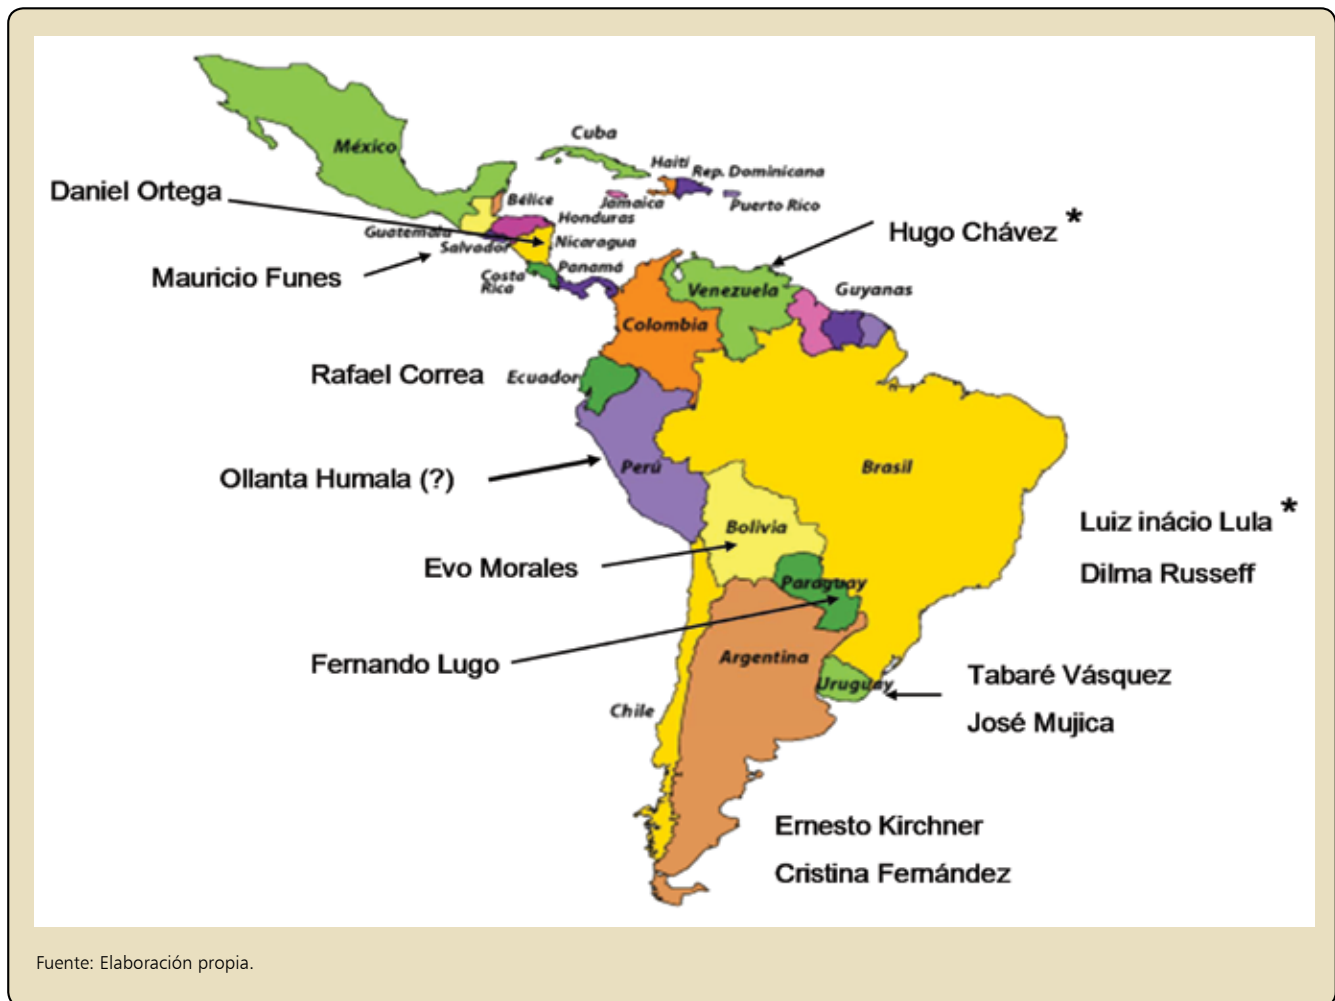 México
Cuba
Haití
Rep. Dominicana
Jamaica
Puerto Rico
Daniel Ortega
Bélice
Honduras
Guatemala
Salvador
Nicaragua
Hugo Chávez *
Mauricio Funes
Costa
Rica
Panamá
Venezuela
Guyanas
Colombia
Rafael Correa
Ecuador
Ollanta Humala (?)
Perú
Brasil
Bolivia
Luiz inácio Lula *
Dilma Russeff
Evo Morales
Paraguay
Fernando Lugo
Argentina
Uruguay
Tabaré Vásquez
José Mujica
Chile
Ernesto Kirchner
Cristina Fernández
Fuente: Elaboración propia.